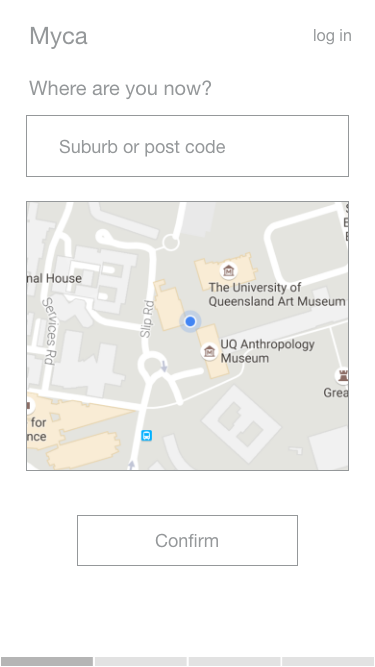 Myca
log in
Where are you now?
Suburb or post code
nal House
The University of
Queensland Art Museum
Services Rd
Slip Rd
UQ Anthropology
Museum
Grea
for
nce
Confirm